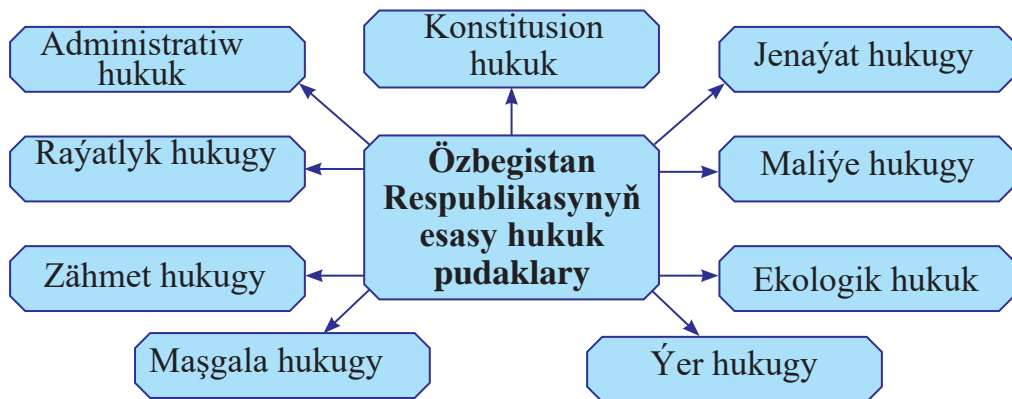 Administratiw
hukuk
Konstitusion
hukuk
Jenaýat hukugy
Raýatlyk hukugy
Özbegistan
Respublikasynyň
esasy hukuk
pudaklary
Maliýe hukugy
Zähmet hukugy
Ekologik hukuk
Maşgala hukugy
Ýer hukugy